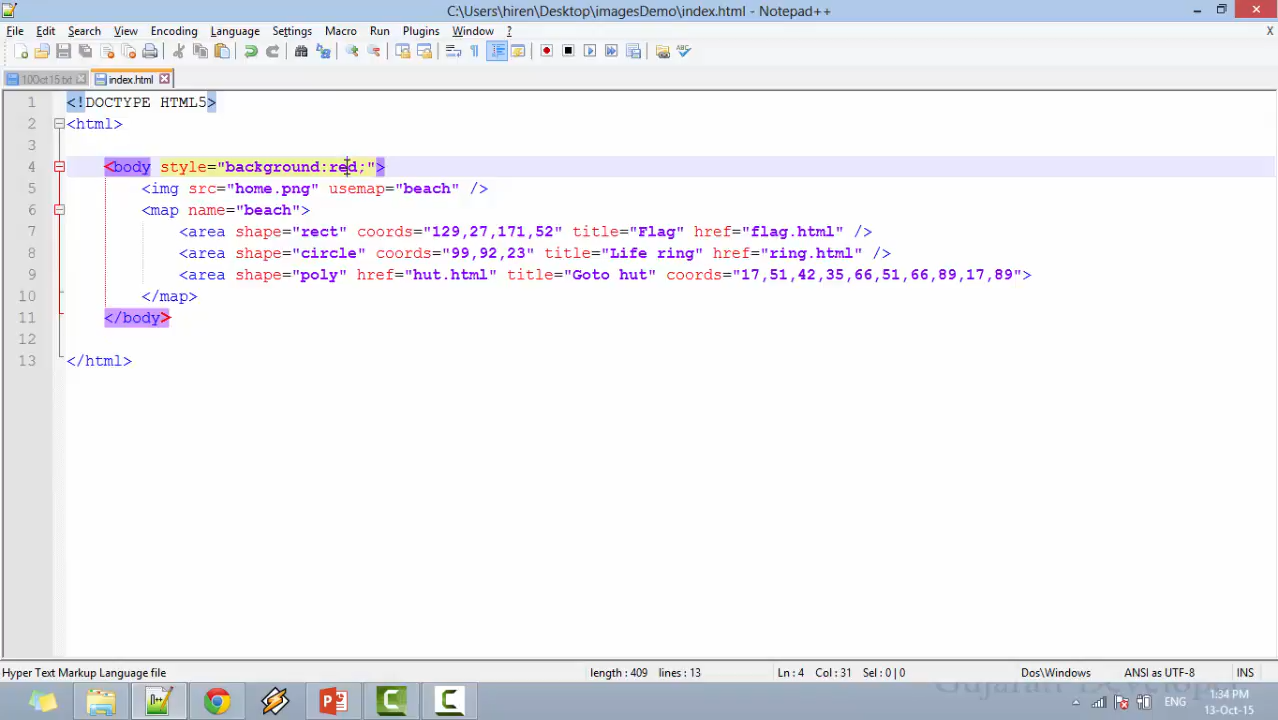 C:\Users\hiren\Desktop\imagesDemo\index.html - Notepad++
File Edit Search View Encoding Language Settings Macro Run Plugins Window ? X
10Oct15.txt index.html
1 <!DOCTYPE HTML5>
2 <html>
3
4 <body style="background:red;">
5 <img src="home.png" usemap="beach" />
6 <map name="beach">
7 <area shape="rect" coords="129,27,171,52" title="Flag" href="flag.html" />
8 <area shape="circle" coords="99,92,23" title="Life ring" href="ring.html" />
9 <area shape="poly" href="hut.html" title="Goto hut" coords="17,51,42,35,66,51,66,89,17,89">
10 </map>
11 </body>
12
13 </html>
Hyper Text Markup Language file length : 409 lines : 13 Ln : 4 Col : 31 Sel : 0 | 0 Dos\Windows ANSI as UTF-8 INS
Gujarati Developer
ENG 1:34 PM
13-Oct-15